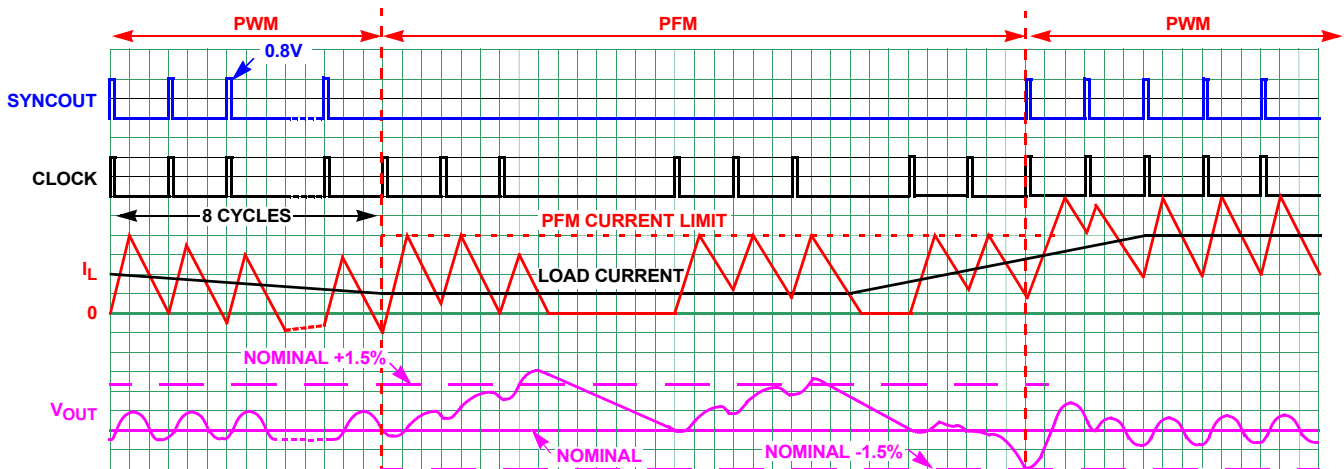 PWM
PFM
PWM
0.8V
SYNCOUT
CLOCK
8 CYCLES
PFM CURRENT LIMIT
IL
LOAD CURRENT
0
NOMINAL +1.5%
VOUT
NOMINAL
NOMINAL -1.5%